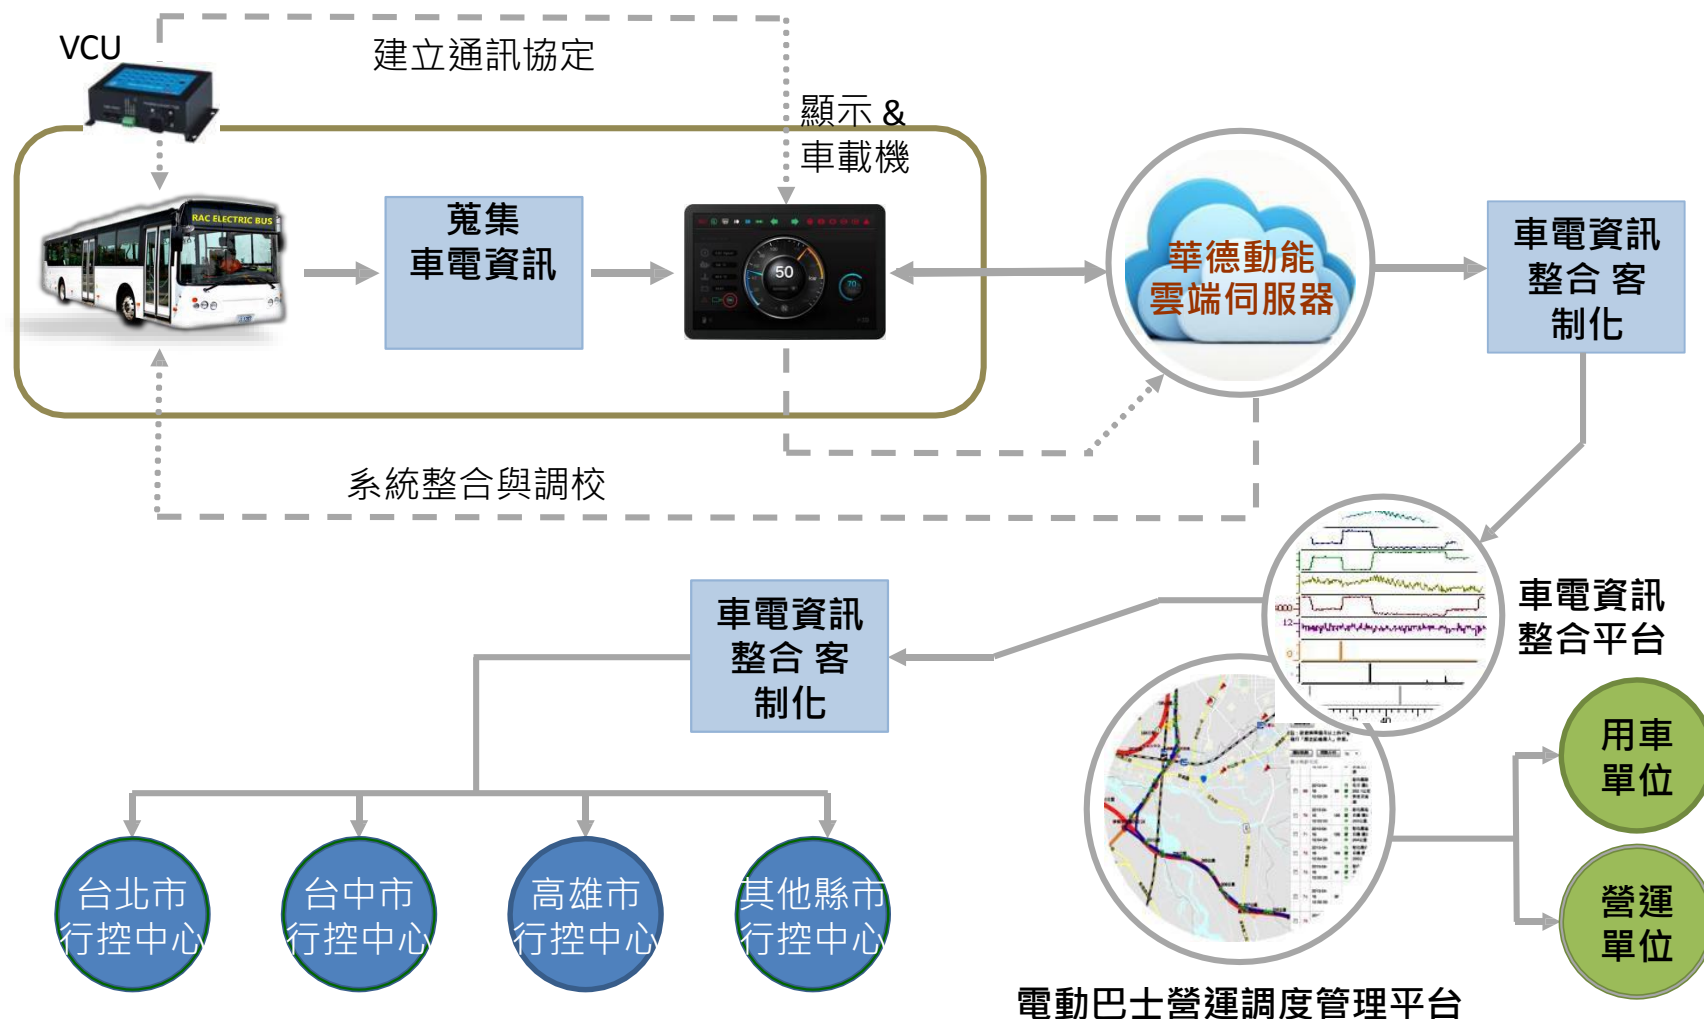 VCU
建立通訊協定
顯示 &
車載機
RAC ELECTRIC BUS
蒐集
車電資訊
50
70
華德動能
雲端伺服器
車電資訊
整合 客
制化
系統整合與調校
車電資訊
整合平台
車電資訊
整合 客
制化
12
0
40
用車
單位
台北市
行控中心
台中市
行控中心
高雄市
行控中心
其他縣市
行控中心
營運
單位
電動巴士營運調度管理平台